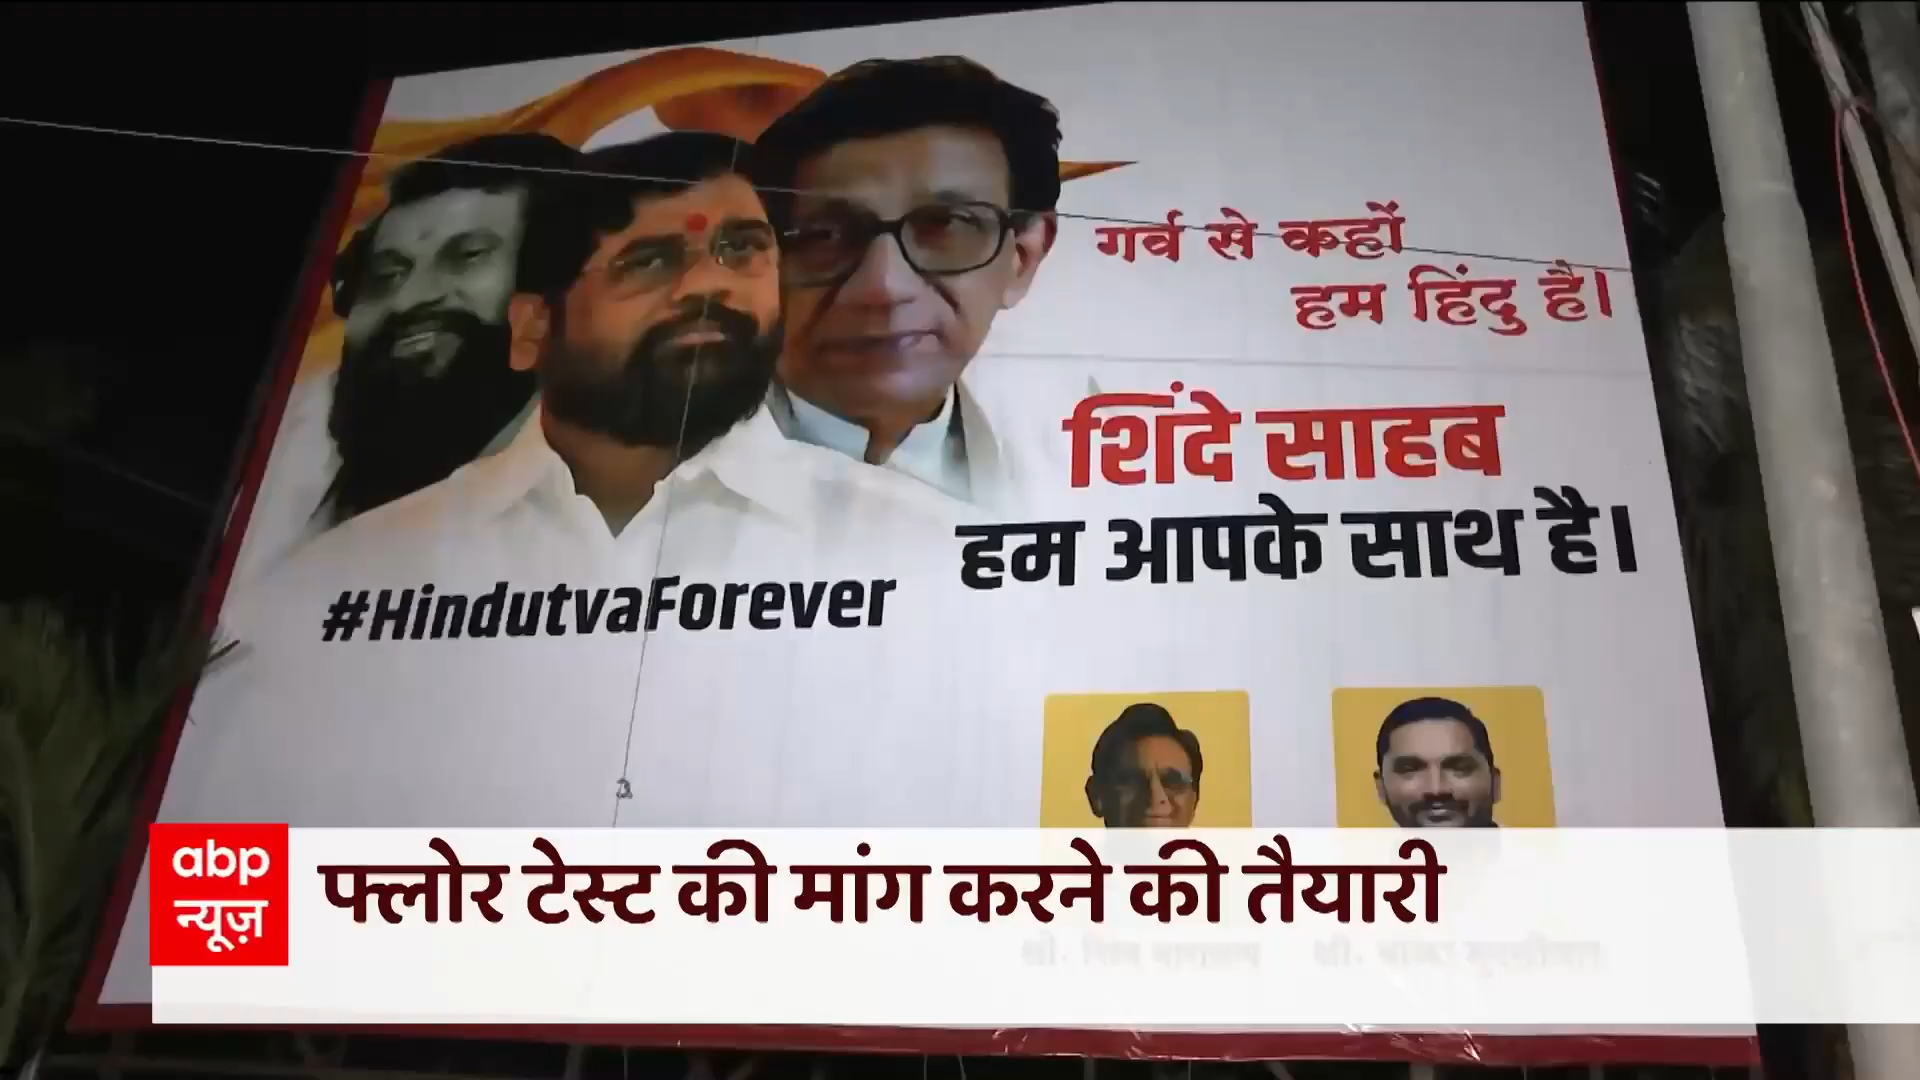 गर्व से कहों
हम हिंदु है।
शिंदे साहब
हम आपके साथ है।
#HindutvaForever
abp
न्यूज़
फ्लोर टेस्ट की मांग करने की तैयारी